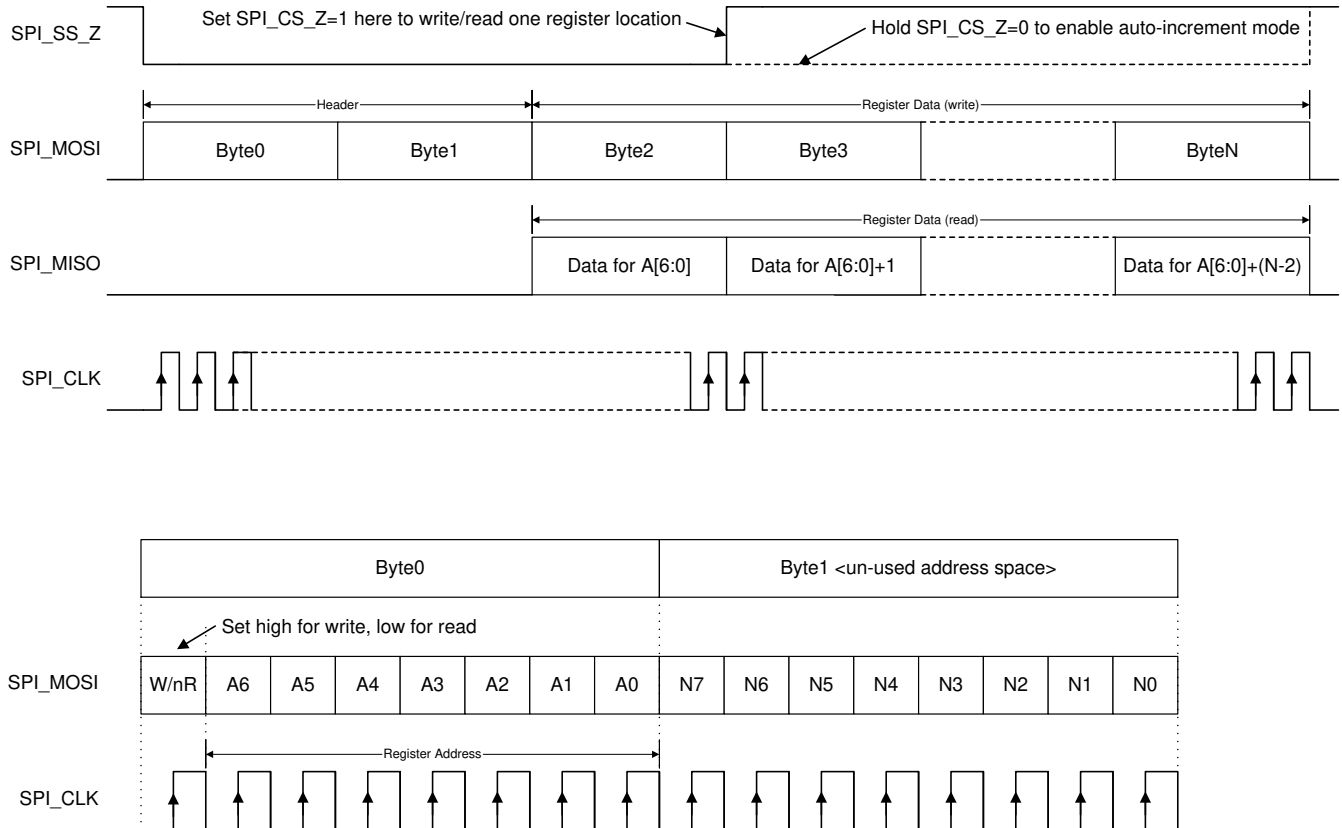 Set SPI_CS_Z=1 here to write/read one register location
Hold SPI_CS_Z=0 to enable auto-increment mode
SPI_SS_Z
Header
Register Data (write)
SPI_MOSI
Byte0
Byte1
Byte2
Byte3
ByteN
Register Data (read)
SPI_MISO
Data for A[6:0]
Data for A[6:0]+1
Data for A[6:0]+(N-2)
SPI_CLK
Byte0
Byte1 <un-used address space>
Set high for write, low for read
SPI_MOSI
W/nR
A6
A5
A4
A3
A2
A1
A0
N7
N6
N5
N4
N3
N2
N1
N0
Register Address
SPI_CLK